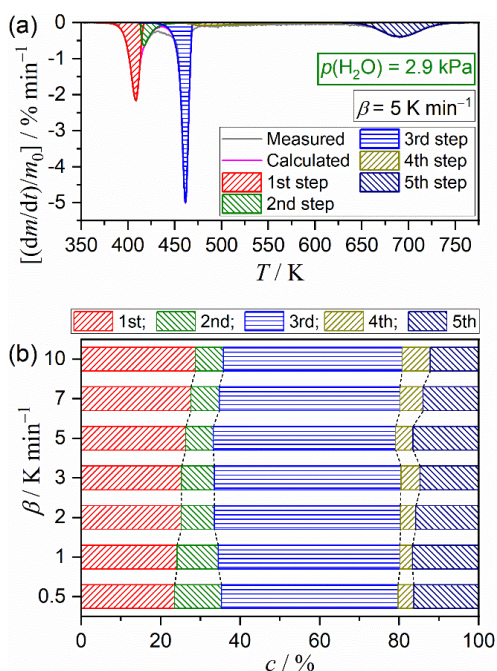 (a)
0
-1
-2
-3
-4
-5
[(dm/dt)/m₀] / % min⁻¹
p(H₂O) = 2.9 kPa
β = 5 K min⁻¹
Measured
Calculated
1st step
2nd step
3rd step
4th step
5th step
350 400 450 500 550 600 650 700 750
T / K
1st; 2nd; 3rd; 4th; 5th
(b)
10
7
5
3
2
1
0.5
β / K min⁻¹
0 20 40 60 80 100
c / %